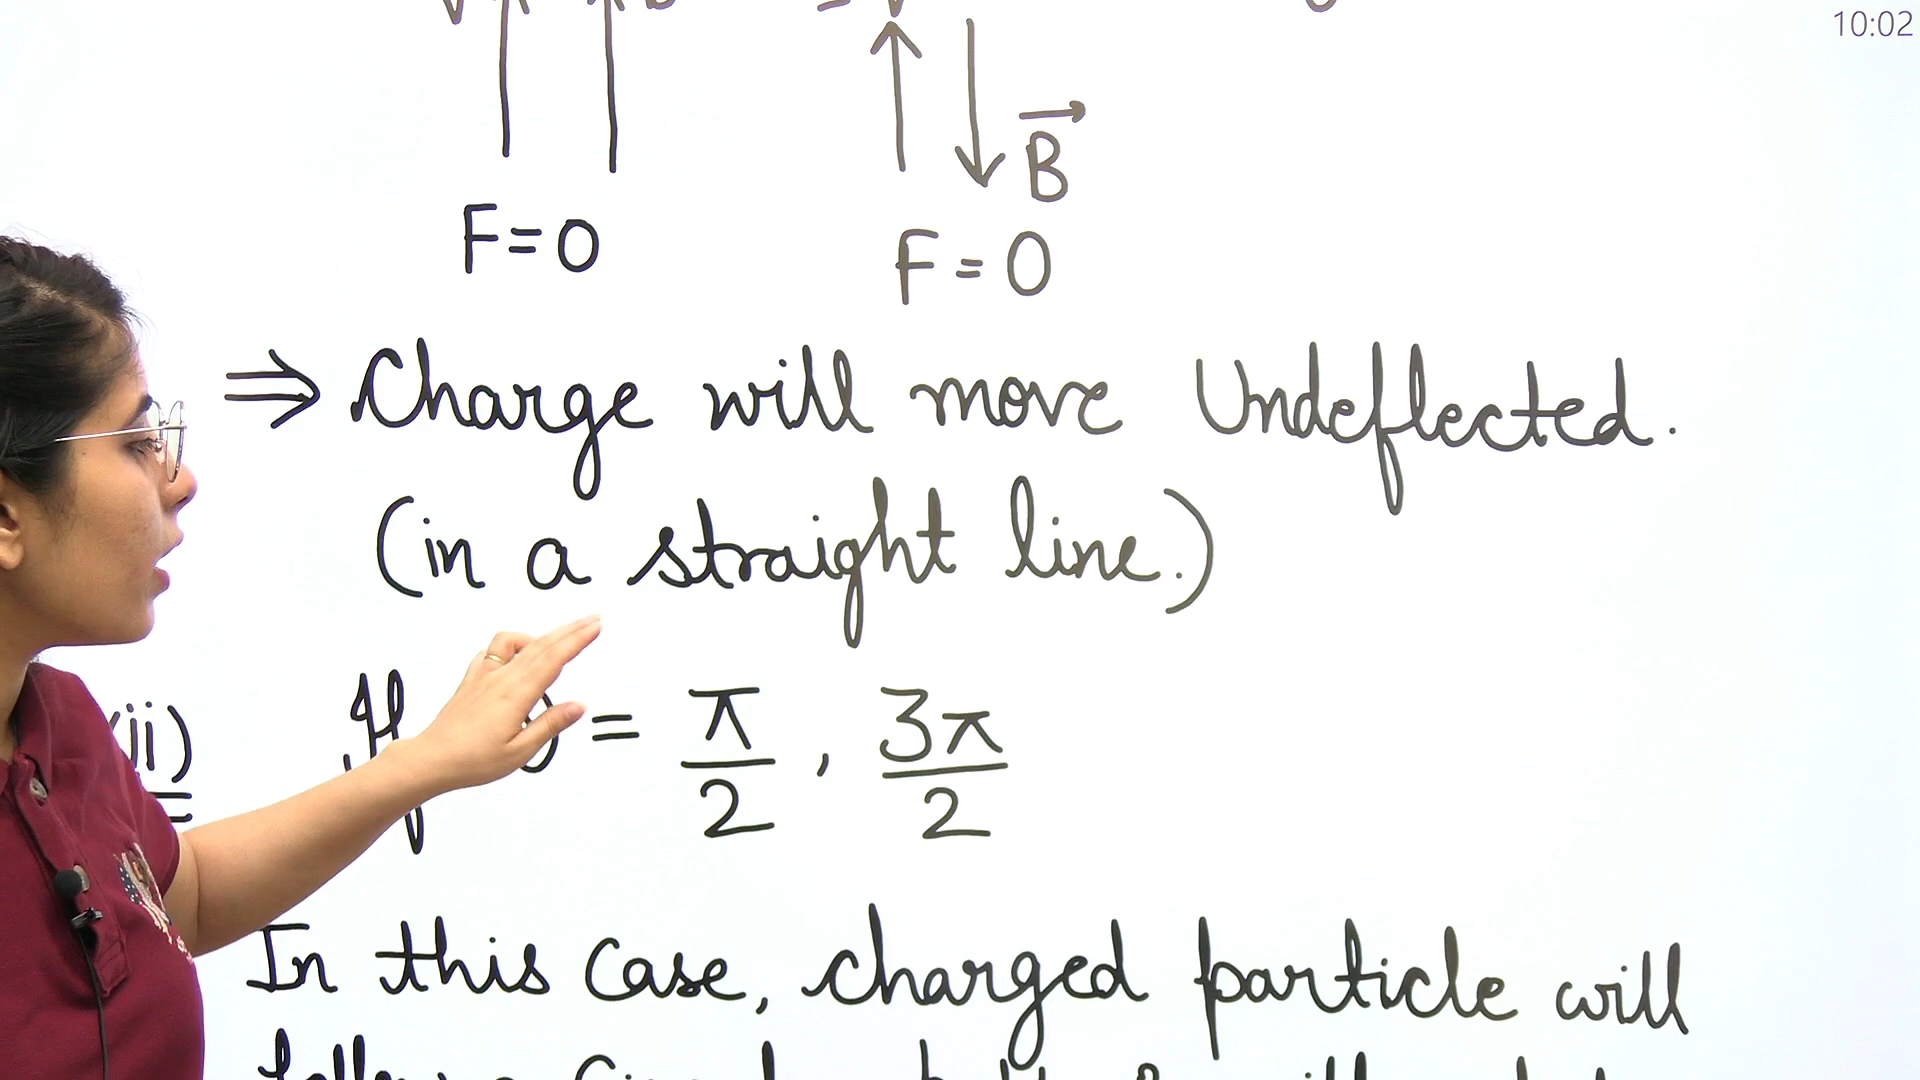 10:02
B
F=0 F=0
⇒ Charge will move Undeflected.
(in a straight line.)
(ii) If θ = π/2 , 3π/2
In this case, charged particle will